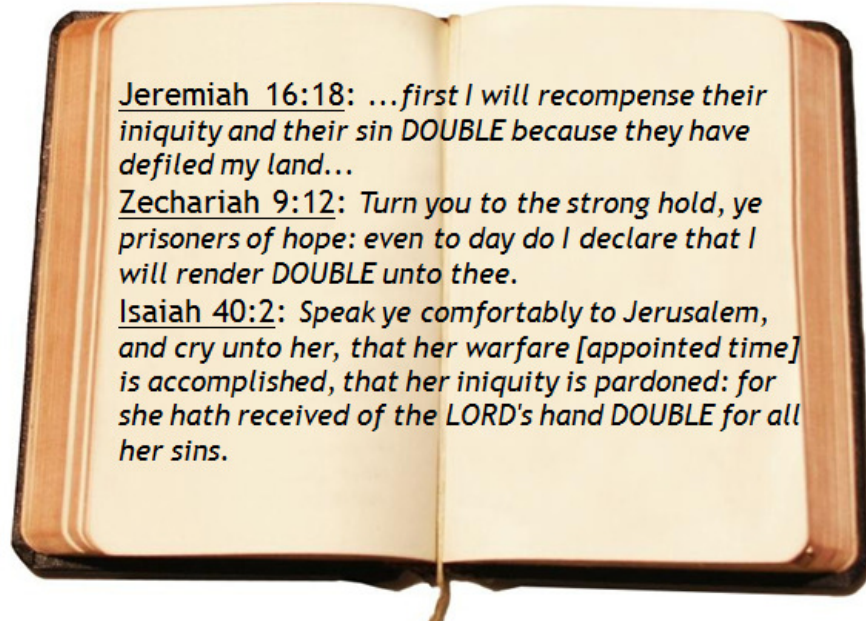 Jeremiah 16:18: ...first I will recompense their
iniquity and their sin DOUBLE because they have
defiled my land...
Zechariah 9:12: Turn you to the strong hold, ye
prisoners of hope: even to day do I declare that I
will render DOUBLE unto thee.
Isaiah 40:2: Speak ye comfortably to Jerusalem,
and cry unto her, that her warfare [appointed time]
is accomplished, that her iniquity is pardoned: for
she hath received of the LORD's hand DOUBLE for all
her sins.